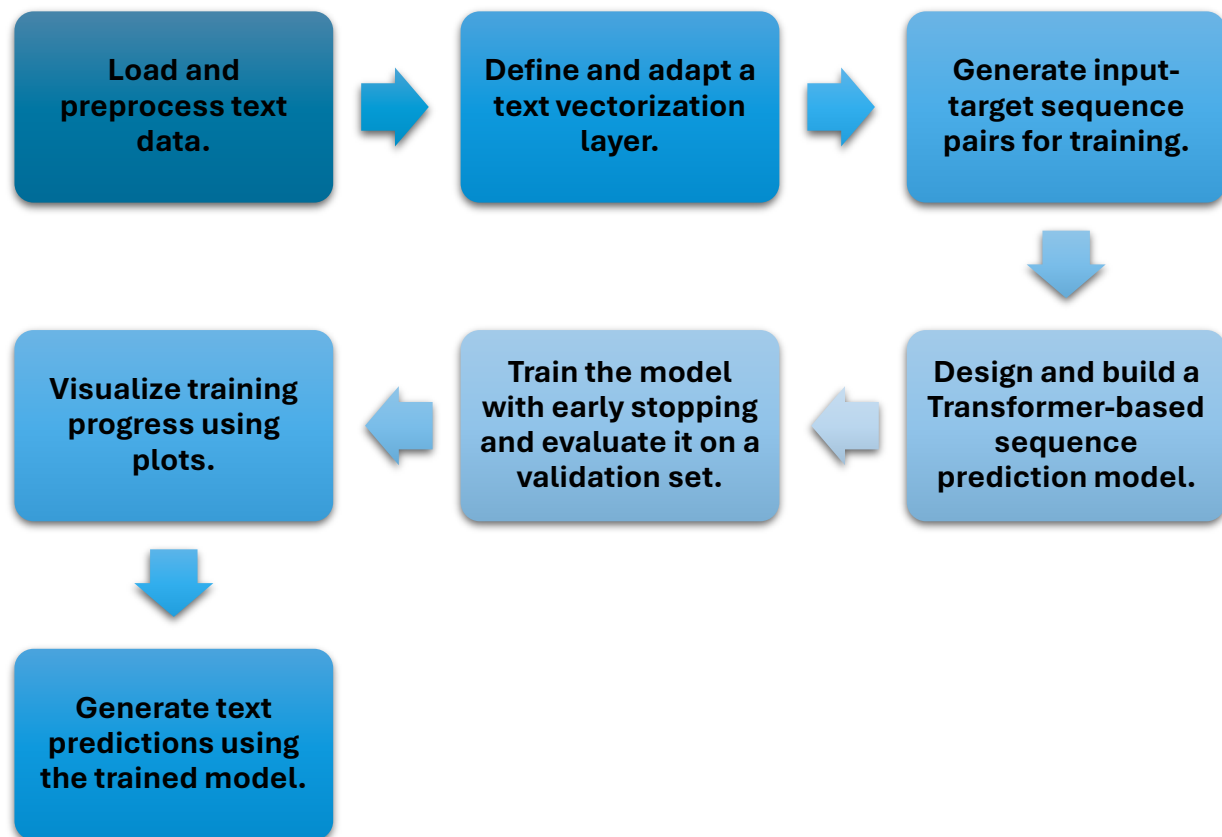 Load and
preprocess text
data.
Define and adapt a
text vectorization
layer.
Generate input-
target sequence
pairs for training.
Design and build a
Transformer-based
sequence
prediction model.
Train the model
with early stopping
and evaluate it on a
validation set.
Visualize training
progress using
plots.
Generate text
predictions using
the trained model.